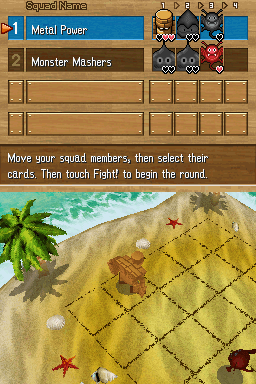 Squad Name 1 2 3 4
1 Metal Power
2 Monster Mashers
Move your squad members, then select their
cards. Then touch Fight! to begin the round.